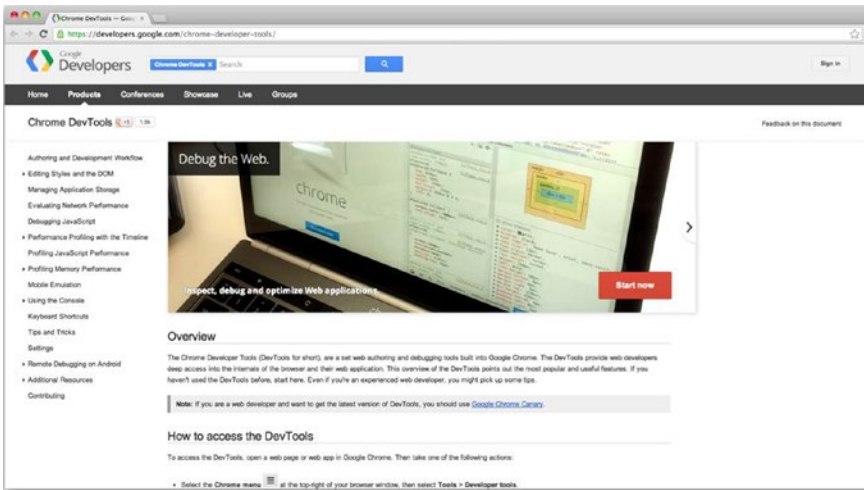 Chrome DevTools — Goog
https://developers.google.com/chrome-developer-tools/
Google
Developers
Chrome DevTools X Search
Sign in
Home Products Conferences Showcase Live Groups
Chrome DevTools +1
Feedback on this document
Authoring and Development Workflow
Editing Styles and the DOM
Managing Application Storage
Evaluating Network Performance
Debugging JavaScript
Performance Profiling with the Timeline
Profiling JavaScript Performance
Profiling Memory Performance
Mobile Emulation
Using the Console
Keyboard Shortcuts
Tips and Tricks
Settings
Remote Debugging on Android
Additional Resources
Contributing
Debug the Web.
chrome
Inspect, debug and optimize Web applications.
Start now
Overview
The Chrome Developer Tools (DevTools for short), are a set web authoring and debugging tools built into Google Chrome. The DevTools provide web developers
deep access into the internals of the browser and their web application. This overview of the DevTools points out the most popular and useful features. If you
haven't used the DevTools before, start here. Even if you're an experienced web developer, you might pick up some tips.
Note: If you are a web developer and want to get the latest version of DevTools, you should use Google Chrome Canary.
How to access the DevTools
To access the DevTools, open a web page or web app in Google Chrome. Then take one of the following actions:
• Select the Chrome menu at the top-right of your browser window, then select Tools > Developer tools.